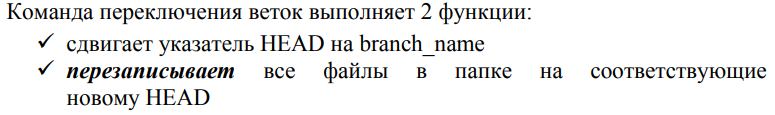 Команда переключения веток выполняет 2 функции:
✓ сдвигает указатель HEAD на branch_name
✓ перезаписывает все файлы в папке на соответствующие
новому HEAD